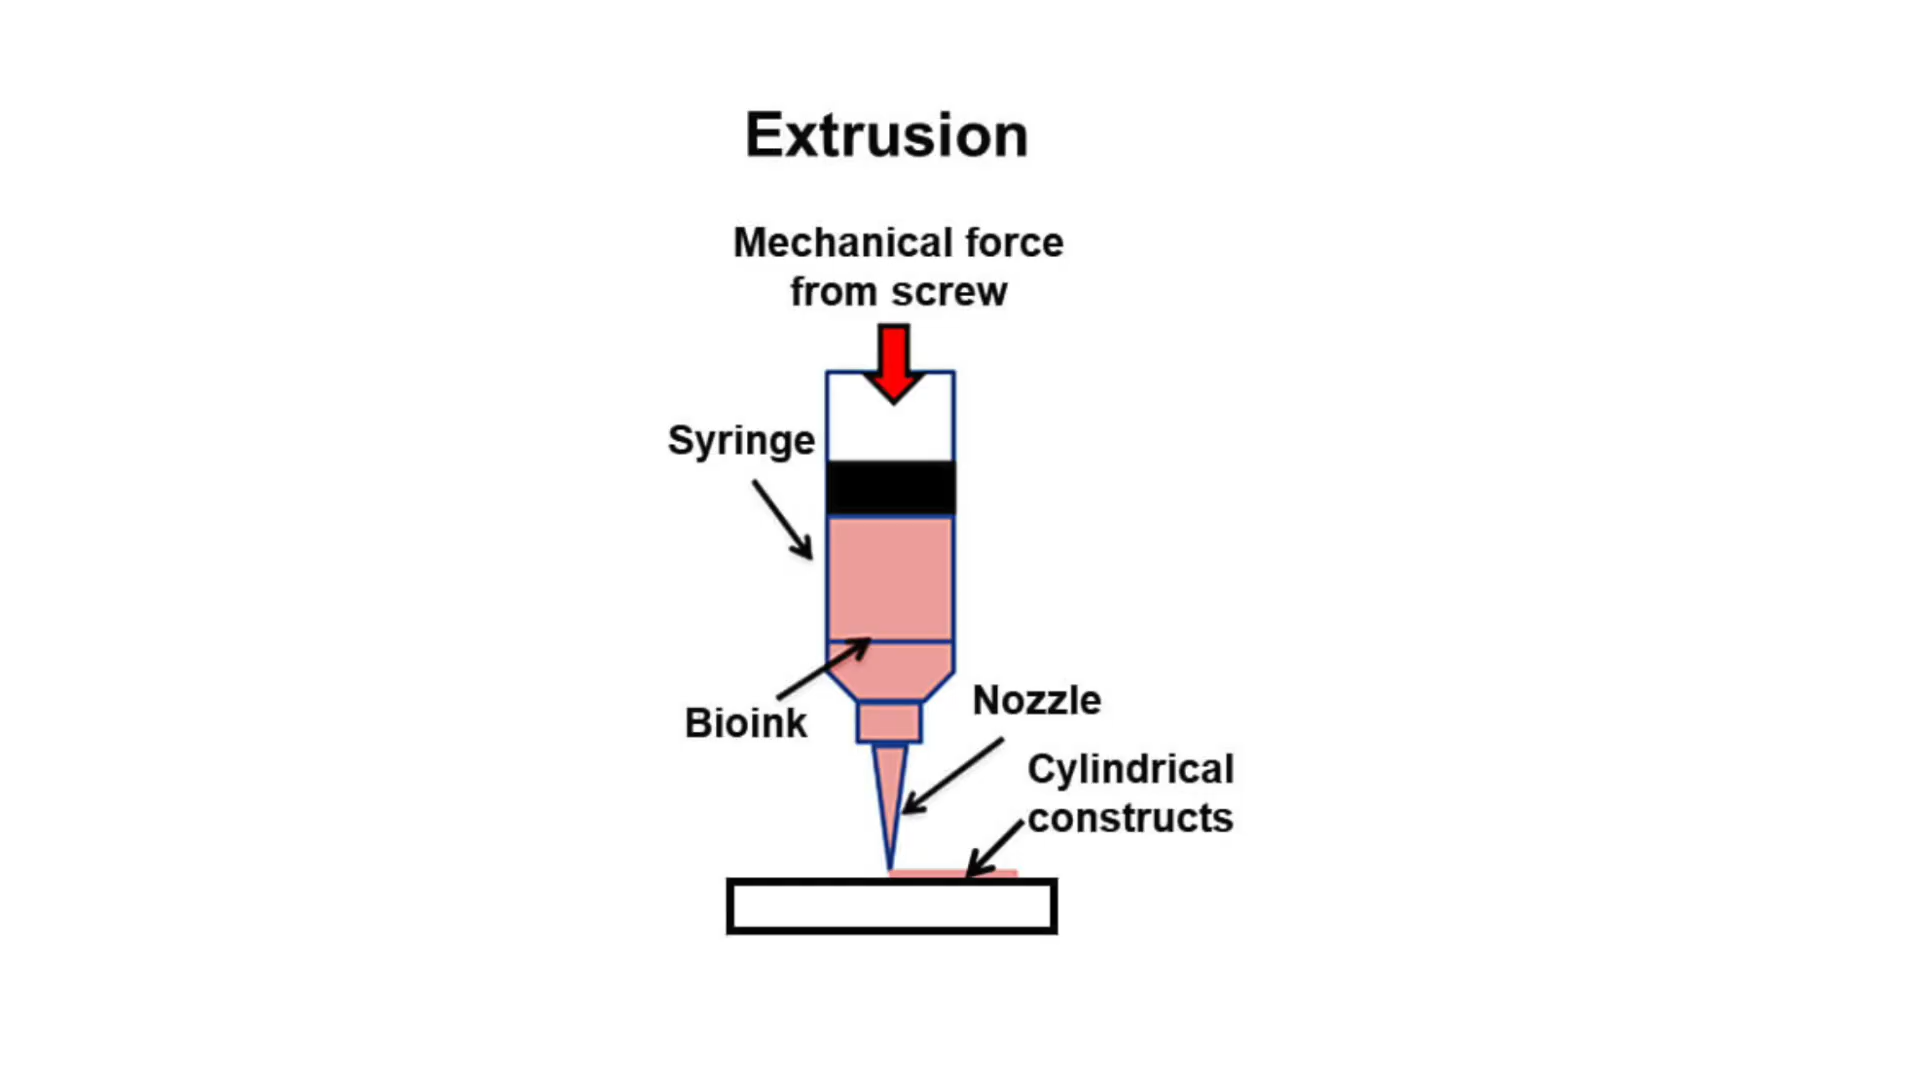 Extrusion
Mechanical force
from screw
Syringe
Bioink
Nozzle
Cylindrical
constructs